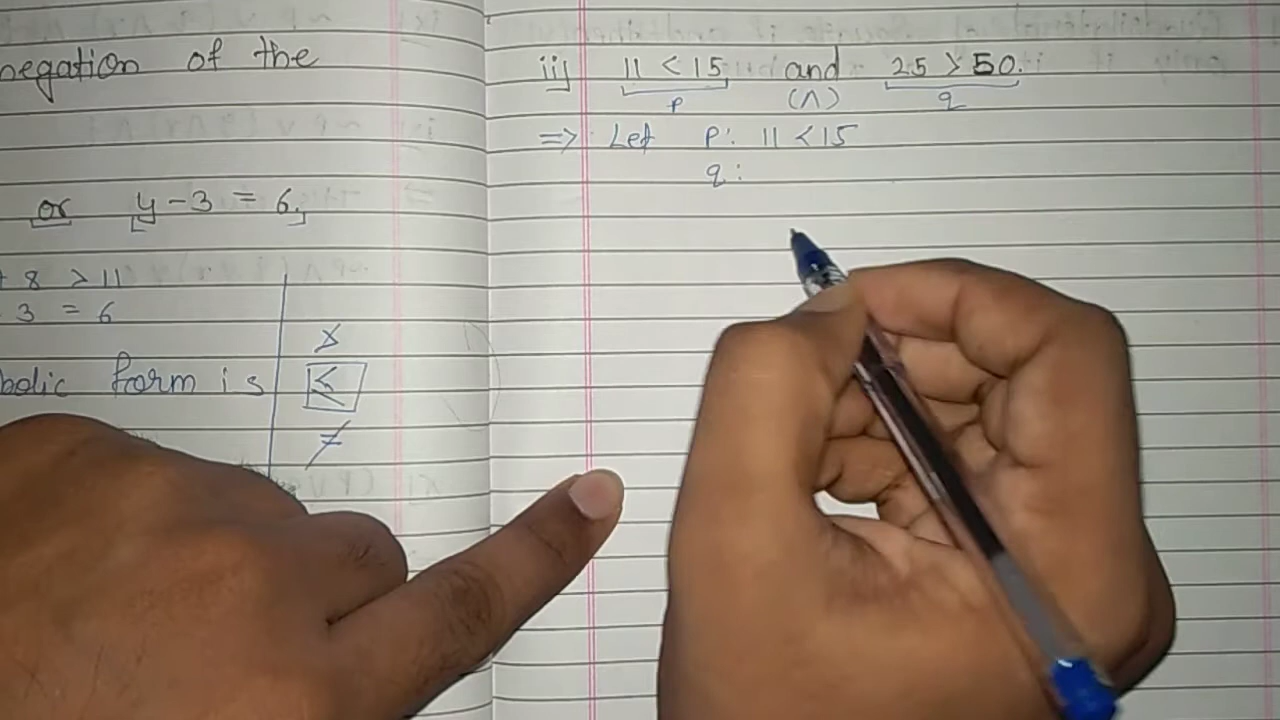 negation of the
or y - 3 = 6.
8 > 11
3 = 6
form is
≤
≠
ii] 11 < 15 and 25 > 50.
p (∧) q
=> Let p: 11 < 15
q: